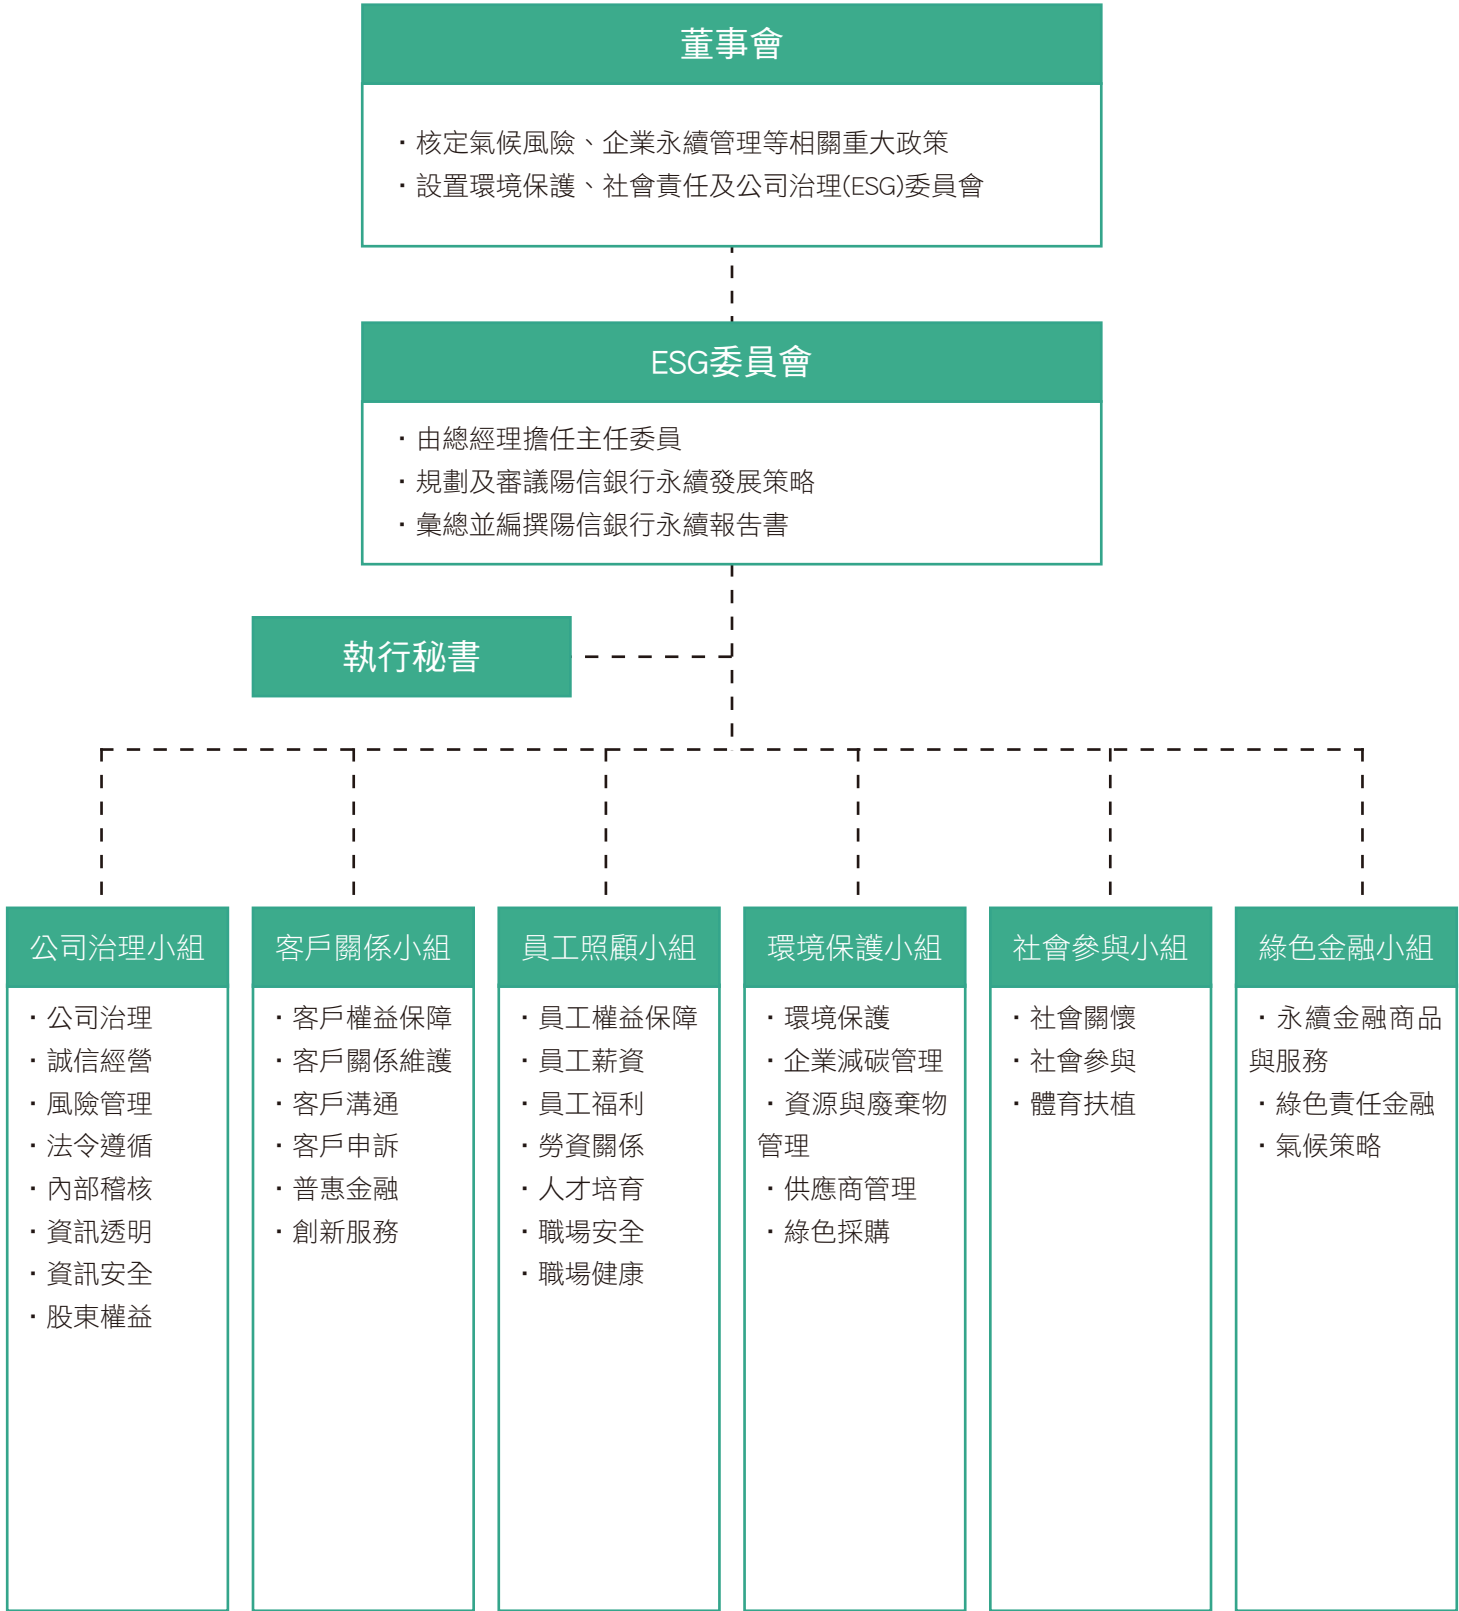 董事會
・核定氣候風險、企業永續管理等相關重大政策
・設置環境保護、社會責任及公司治理(ESG)委員會
ESG委員會
・由總經理擔任主任委員
・規劃及審議陽信銀行永續發展策略
・彙總並編撰陽信銀行永續報告書
執行秘書
公司治理小組
・公司治理
・誠信經營
・風險管理
・法令遵循
・內部稽核
・資訊透明
・資訊安全
・股東權益
客戶關係小組
・客戶權益保障
・客戶關係維護
・客戶溝通
・客戶申訴
・普惠金融
・創新服務
員工照顧小組
・員工權益保障
・員工薪資
・員工福利
・勞資關係
・人才培育
・職場安全
・職場健康
環境保護小組
・環境保護
・企業減碳管理
・資源與廢棄物
管理
・供應商管理
・綠色採購
社會參與小組
・社會關懷
・社會參與
・體育扶植
綠色金融小組
・永續金融商品
與服務
・綠色責任金融
・氣候策略